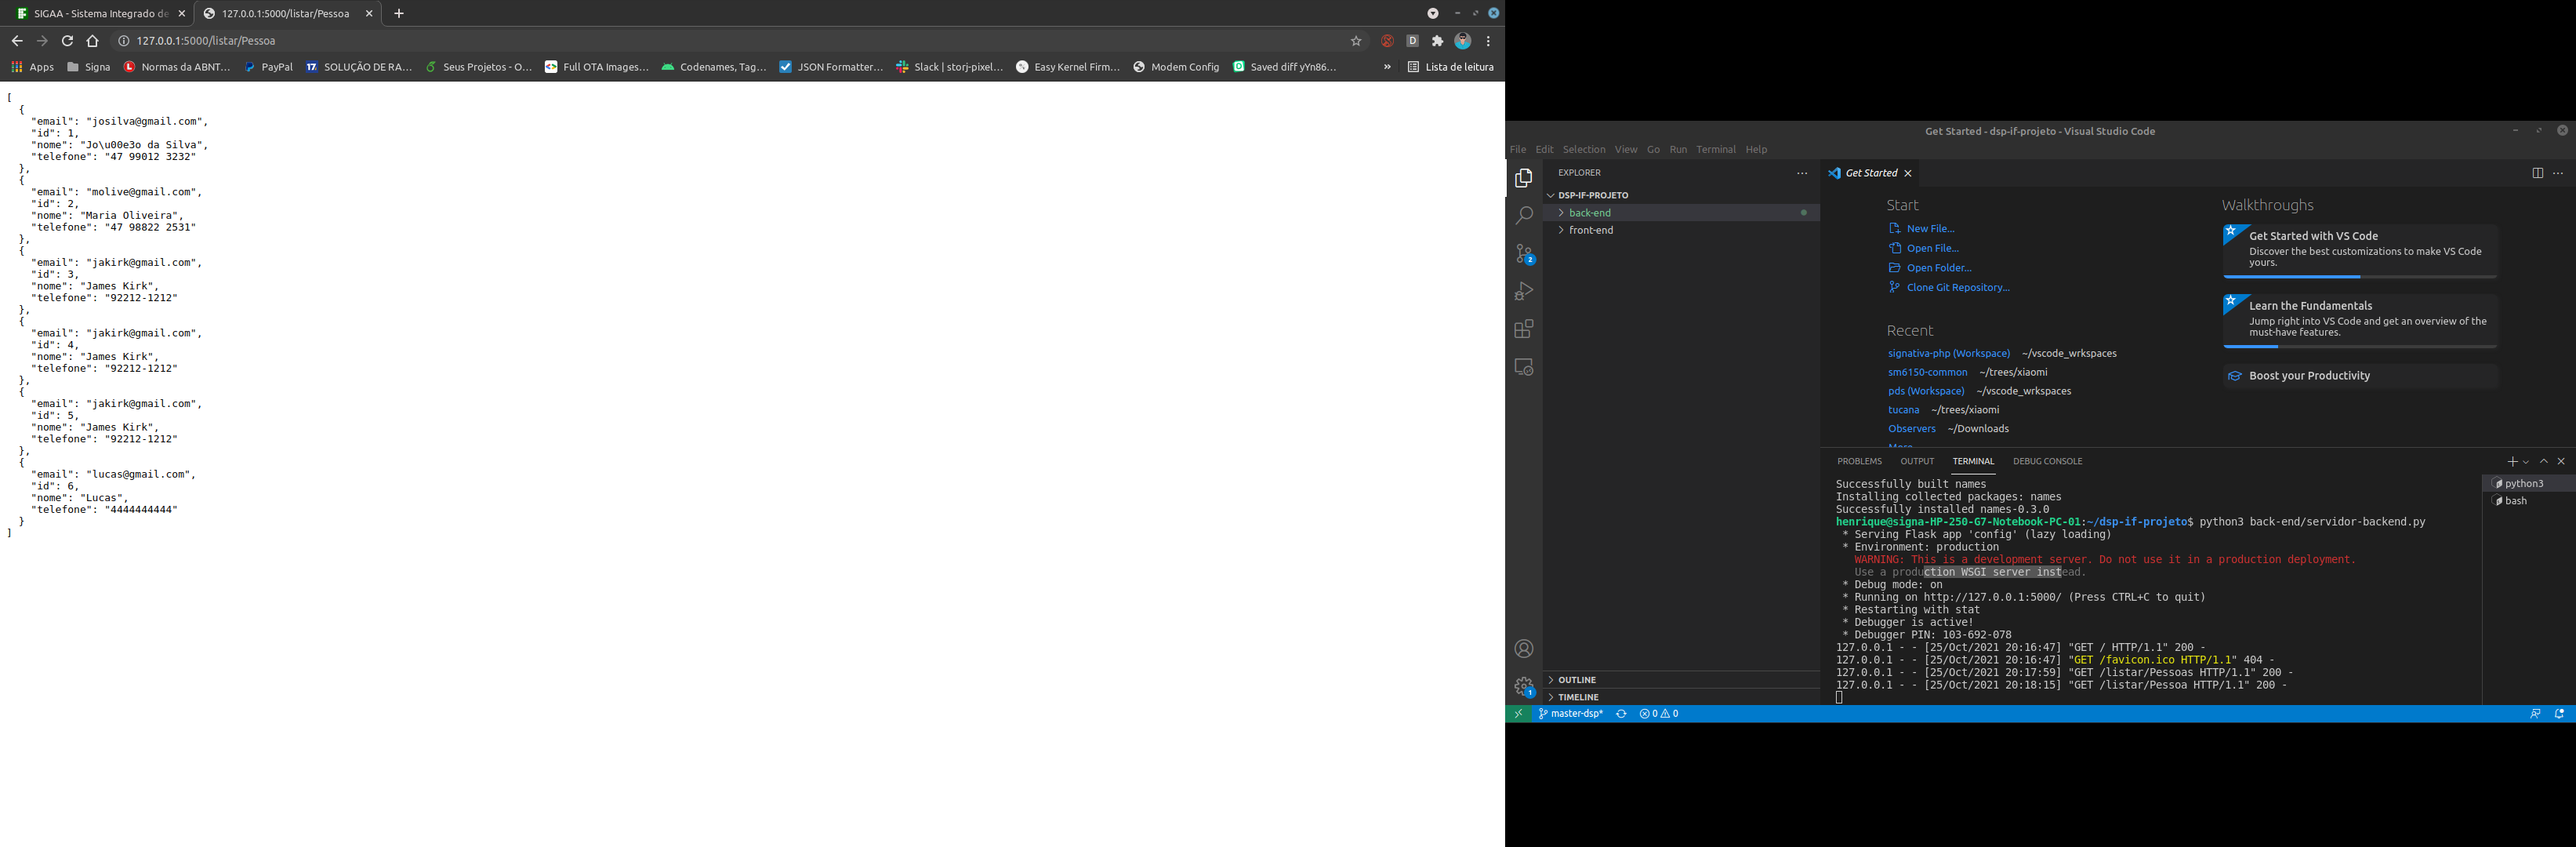 SIGAA - Sistema Integrado de
127.0.0.1:5000/listar/Pessoa
127.0.0.1:5000/listar/Pessoa
Apps
Signa
Normas da ABNT...
PayPal
SOLUÇÃO DE RA...
Seus Projetos - O...
Full OTA Images...
Codenames, Tag...
JSON Formatter...
Slack | storj-pixel...
Easy Kernel Firm...
Modem Config
Saved diff yYn86...
»
Lista de leitura
[
{
"email": "josilva@gmail.com",
"id": 1,
"nome": "Jo\u00e3o da Silva",
"telefone": "47 99012 3232"
},
{
"email": "molive@gmail.com",
"id": 2,
"nome": "Maria Oliveira",
"telefone": "47 98822 2531"
},
{
"email": "jakirk@gmail.com",
"id": 3,
"nome": "James Kirk",
"telefone": "92212-1212"
},
{
"email": "jakirk@gmail.com",
"id": 4,
"nome": "James Kirk",
"telefone": "92212-1212"
},
{
"email": "jakirk@gmail.com",
"id": 5,
"nome": "James Kirk",
"telefone": "92212-1212"
},
{
"email": "lucas@gmail.com",
"id": 6,
"nome": "Lucas",
"telefone": "4444444444"
}
]
Get Started - dsp-if-projeto - Visual Studio Code
File Edit Selection View Go Run Terminal Help
EXPLORER
DSP-IF-PROJETO
back-end
front-end
OUTLINE
TIMELINE
Get Started
Start
New File...
Open File...
Open Folder...
Clone Git Repository...
Recent
signativa-php (Workspace) ~/vscode_wrkspaces
sm6150-common ~/trees/xiaomi
pds (Workspace) ~/vscode_wrkspaces
tucana ~/trees/xiaomi
Observers ~/Downloads
More...
Walkthroughs
Get Started with VS Code
Discover the best customizations to make VS Code
yours.
Learn the Fundamentals
Jump right into VS Code and get an overview of the
must-have features.
Boost your Productivity
PROBLEMS OUTPUT TERMINAL DEBUG CONSOLE
Successfully built names
Installing collected packages: names
Successfully installed names-0.3.0
henrique@signa-HP-250-G7-Notebook-PC-01:~/dsp-if-projeto$ python3 back-end/servidor-backend.py
* Serving Flask app 'config' (lazy loading)
* Environment: production
WARNING: This is a development server. Do not use it in a production deployment.
Use a production WSGI server instead.
* Debug mode: on
* Running on http://127.0.0.1:5000/ (Press CTRL+C to quit)
* Restarting with stat
* Debugger is active!
* Debugger PIN: 103-692-078
127.0.0.1 - - [25/Oct/2021 20:16:47] "GET / HTTP/1.1" 200 -
127.0.0.1 - - [25/Oct/2021 20:16:47] "GET /favicon.ico HTTP/1.1" 404 -
127.0.0.1 - - [25/Oct/2021 20:17:59] "GET /listar/Pessoas HTTP/1.1" 200 -
127.0.0.1 - - [25/Oct/2021 20:18:15] "GET /listar/Pessoa HTTP/1.1" 200 -
python3
bash
2
1
master-dsp*
0 0